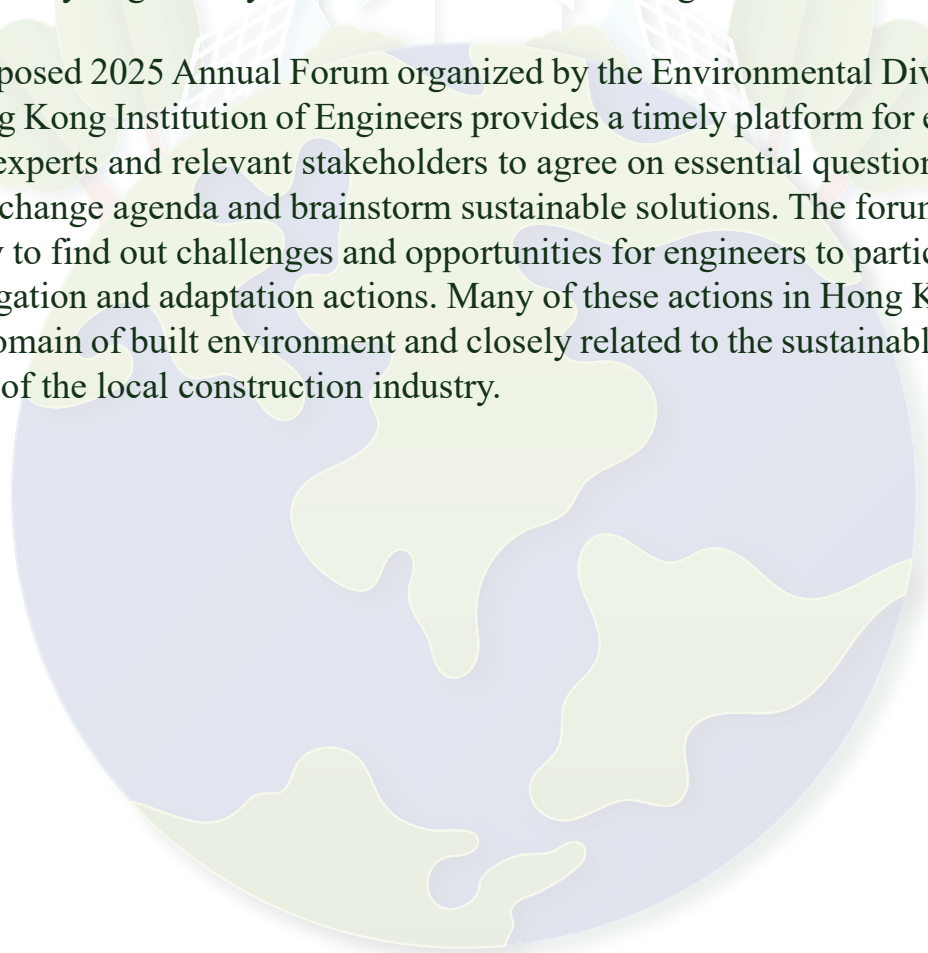 posed 2025 Annual Forum organized by the Environmental Div
g Kong Institution of Engineers provides a timely platform for e
experts and relevant stakeholders to agree on essential question
change agenda and brainstorm sustainable solutions. The forum
y to find out challenges and opportunities for engineers to partic
gation and adaptation actions. Many of these actions in Hong K
omain of built environment and closely related to the sustainabl
of the local construction industry.